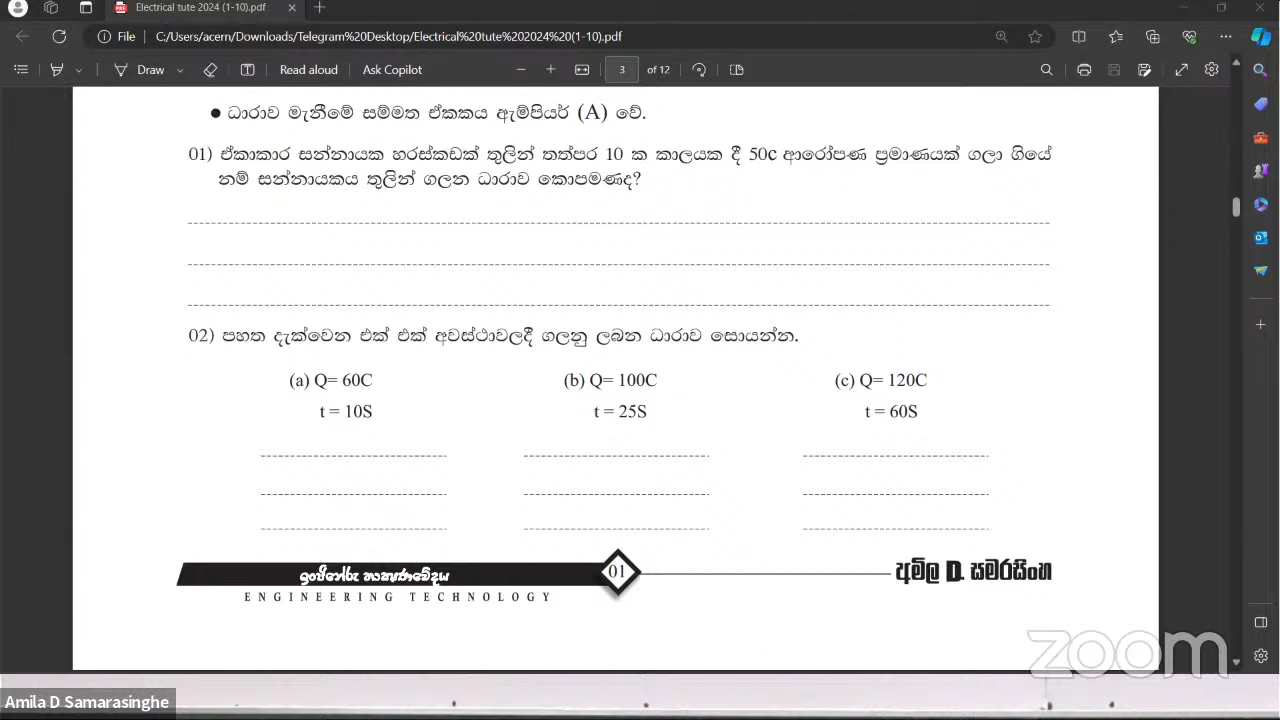 Electrical tute 2024 (1-10).pdf
File
C:/Users/acern/Downloads/Telegram%20Desktop/Electrical%20tute%202024%20(1-10).pdf
Draw
Read aloud
Ask Copilot
3
of 12
● ධාරාව මැනීමේ සම්මත ඒකකය ඇම්පියර් (A) වේ.
01) ඒකාකාර සන්නායක හරස්කඩක් තුලින් තත්පර 10 ක කාලයක දී 50c ආරෝපණ ප්‍රමාණයක් ගලා ගියේ
නම් සන්නායකය තුලින් ගලන ධාරාව කොපමණද?
02) පහත දැක්වෙන එක් එක් අවස්ථාවලදී ගලනු ලබන ධාරාව සොයන්න.
(a) Q= 60C (b) Q= 100C (c) Q= 120C
t = 10S t = 25S t = 60S
ඉංජිනේරු තාක්ෂණවේදය 01 අමිල D. සමරසිංහ
ENGINEERING TECHNOLOGY
zoom
Amila D Samarasinghe